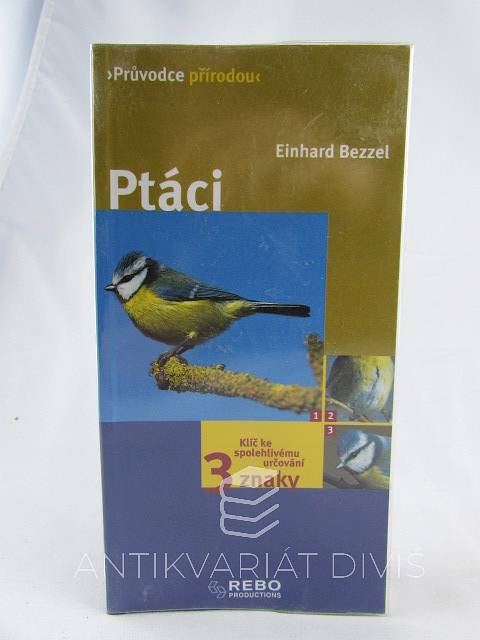 ›Průvodce přírodou‹
Einhard Bezzel
Ptáci
1 2
3
Klíč ke
spolehlivému
určování
3 znaky
ANTIKVARIÁT DIVIŠ
REBO
PRODUCTIONS